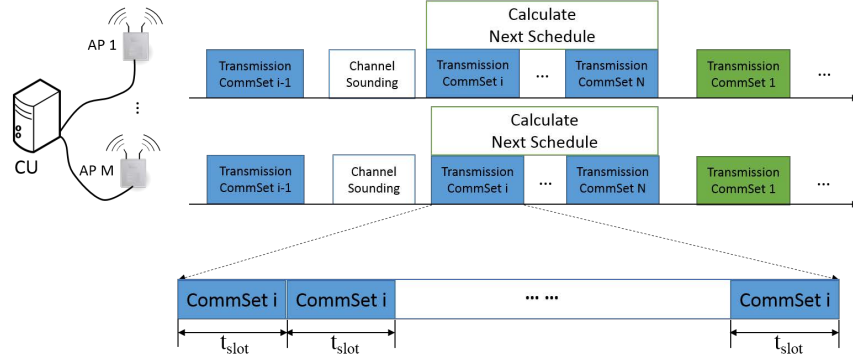 AP 1
⋮
AP M
CU
Calculate
Next Schedule
Transmission
CommSet i-1
Channel
Sounding
Transmission
CommSet i
...
Transmission
CommSet N
Transmission
CommSet 1
...
Calculate
Next Schedule
Transmission
CommSet i-1
Channel
Sounding
Transmission
CommSet i
...
Transmission
CommSet N
Transmission
CommSet 1
...
CommSet i
CommSet i
... ...
CommSet i
tslot
tslot
tslot